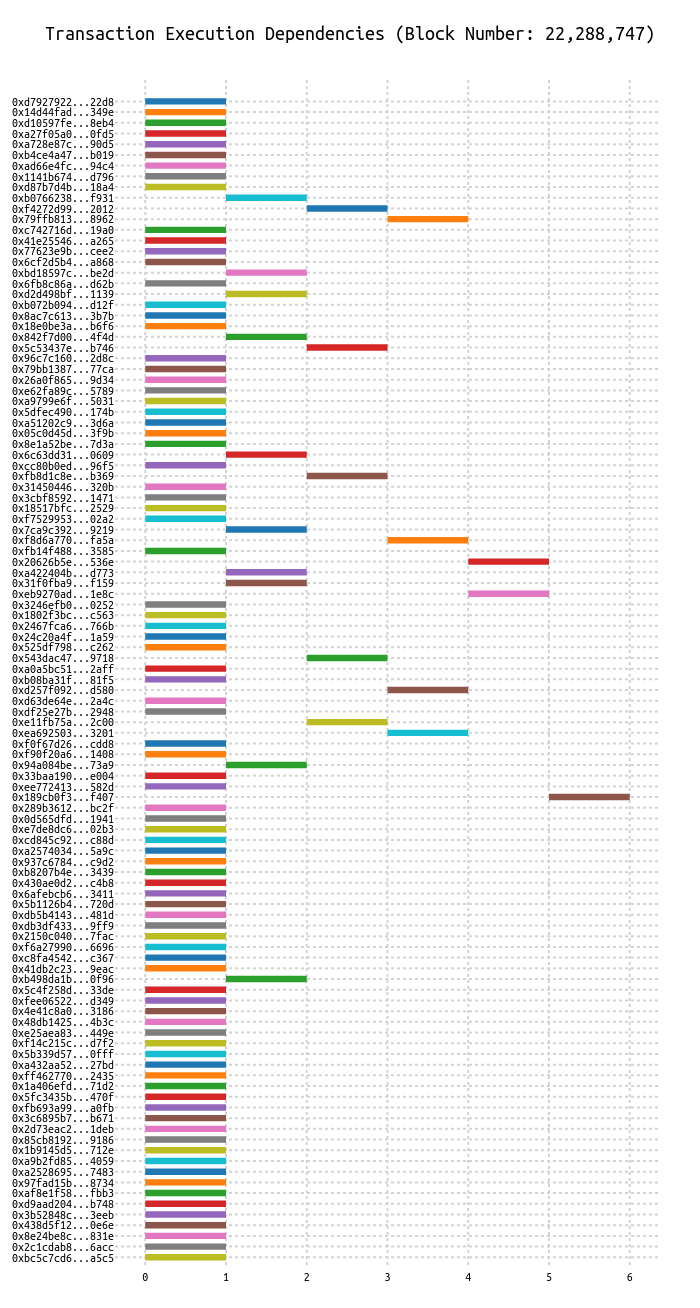 Transaction Execution Dependencies (Block Number: 22,288,747)
0xd7927922...22d8
0x14d44fad...349e
0xd10597fe...8eb4
0xa27f05a0...0fd5
0xa728e87c...90d5
0xb4ce4a47...b019
0xad66e4fc...94c4
0x1141b674...d796
0xd87b7d4b...18a4
0xb0766238...f931
0xf4272d99...2012
0x79ffb813...8962
0xc742716d...19a0
0x41e25546...a265
0x77623e9b...cee2
0x6cf2d5b4...a868
0xbd18597c...be2d
0x6fb8c86a...d62b
0xd2d498bf...1139
0xb072b094...d12f
0x8ac7c613...3b7b
0x18e0be3a...b6f6
0x842f7d00...4f4d
0x5c53437e...b746
0x96c7c160...2d8c
0x79bb1387...77ca
0x26a0f865...9d34
0xe62fa89c...5789
0xa9799e6f...5031
0x5dfec490...174b
0xa51202c9...3d6a
0x05c0d45d...3f9b
0x8e1a52be...7d3a
0x6c63dd31...0609
0xcc80b0ed...96f5
0xfb8d1c8e...b369
0x31450446...320b
0x3cbf8592...1471
0x18517bfc...2529
0xf7529953...02a2
0x7ca9c392...9219
0xf8d6a770...fa5a
0xfb14f488...3585
0x20626b5e...536e
0xa422404b...d773
0x31f0fba9...f159
0xeb9270ad...1e8c
0x3246efb0...0252
0x1802f3bc...c563
0x2467fca6...766b
0x24c20a4f...1a59
0x525df798...c262
0x543dac47...9718
0xa0a5bc51...2aff
0xb08ba31f...81f5
0xd257f092...d580
0xd63de64e...2a4c
0xdf25e27b...2948
0xe11fb75a...2c00
0xea692503...3201
0xf0f67d26...cdd8
0xf90f20a6...1408
0x94a084be...73a9
0x33baa190...e004
0xee772413...582d
0x189cb0f3...f407
0x289b3612...bc2f
0x0d565dfd...1941
0xe7de8dc6...02b3
0xcd845c92...c88d
0xa2574034...5a9c
0x937c6784...c9d2
0xb8207b4e...3439
0x430ae0d2...c4b8
0x6afebcb6...3411
0x5b1126b4...720d
0xdb5b4143...481d
0xdb3df433...9ff9
0x2150c040...7fac
0xf6a27990...6696
0xc8fa4542...c367
0x41db2c23...9eac
0xb498da1b...0f96
0x5c4f258d...33de
0xfee06522...d349
0x4e41c8a0...3186
0x48db1425...4b3c
0xe25aea83...449e
0xf14c215c...d7f2
0x5b339d57...0fff
0xa432aa52...27bd
0xff462770...2435
0x1a406efd...71d2
0x5fc3435b...470f
0xfb693a99...a0fb
0x3c6895b7...b671
0x2d73eac2...1deb
0x85cb8192...9186
0x1b9145d5...712e
0xa9b2fd85...4059
0xa2528695...7483
0x97fad15b...8734
0xaf8e1f58...fbb3
0xd9aad204...b748
0x3b52848c...3eeb
0x438d5f12...0e6e
0x8e24be8c...831e
0x2c1cdab8...6acc
0xbc5c7cd6...a5c5
0 1 2 3 4 5 6